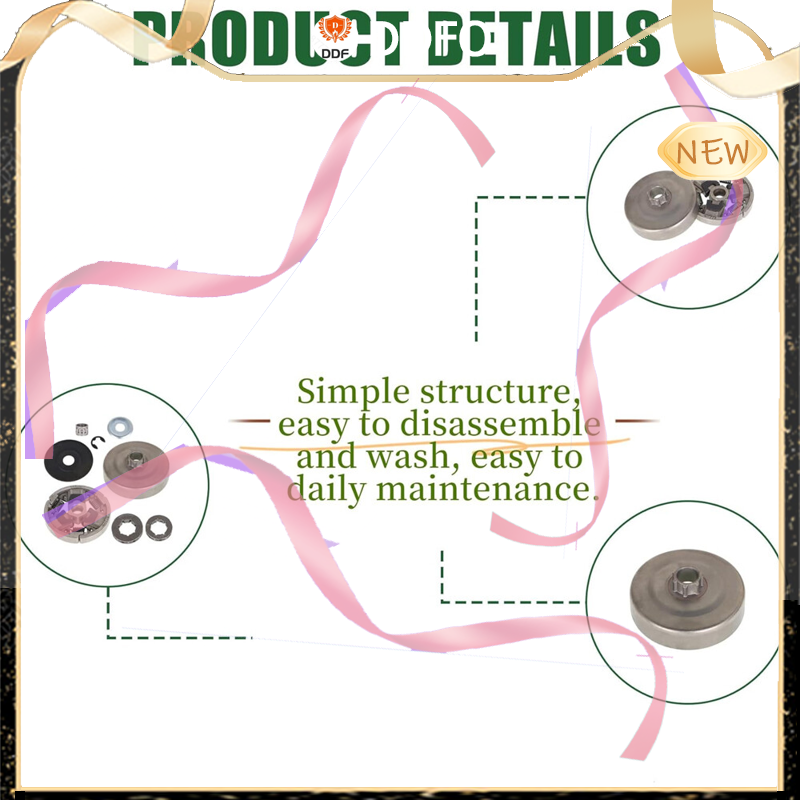 PRODUCT DETAILS
DDF
NEW
Simple structure,
easy to disassemble
and wash, easy to
daily maintenance.